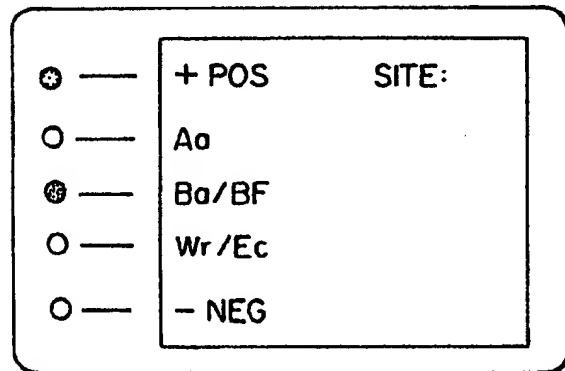 + POS SITE:
Aa
Ba/BF
Wr/Ec
- NEG